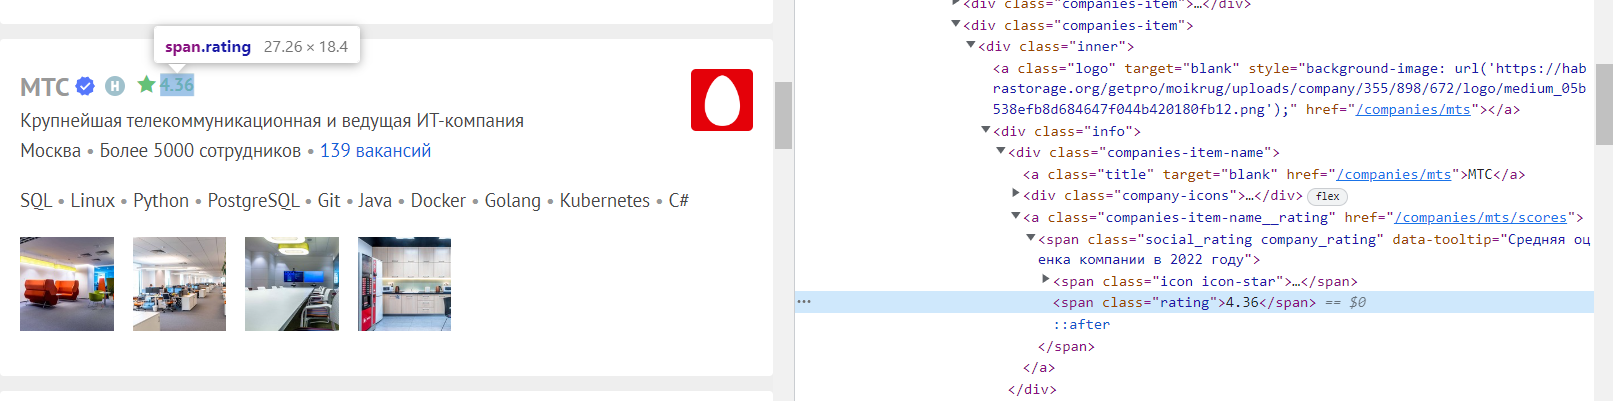 span.rating 27.26 × 18.4
МТС H 4.36
Крупнейшая телекоммуникационная и ведущая ИТ-компания
Москва • Более 5000 сотрудников • 139 вакансий
SQL • Linux • Python • PostgreSQL • Git • Java • Docker • Golang • Kubernetes • C#
<div class="companies-item">…</div>
<div class="companies-item">
<div class="inner">
<a class="logo" target="blank" style="background-image: url('https://hab
rastorage.org/getpro/moikrug/uploads/company/355/898/672/logo/medium_05b
538efb8d684647f044b420180fb12.png');" href="/companies/mts"></a>
<div class="info">
<div class="companies-item-name">
<a class="title" target="blank" href="/companies/mts">МТС</a>
<div class="company-icons">…</div> flex
<a class="companies-item-name__rating" href="/companies/mts/scores">
<span class="social_rating company_rating" data-tooltip="Средняя оц
енка компании в 2022 году">
<span class="icon icon-star">…</span>
… <span class="rating">4.36</span> == $0
::after
</span>
</a>
</div>